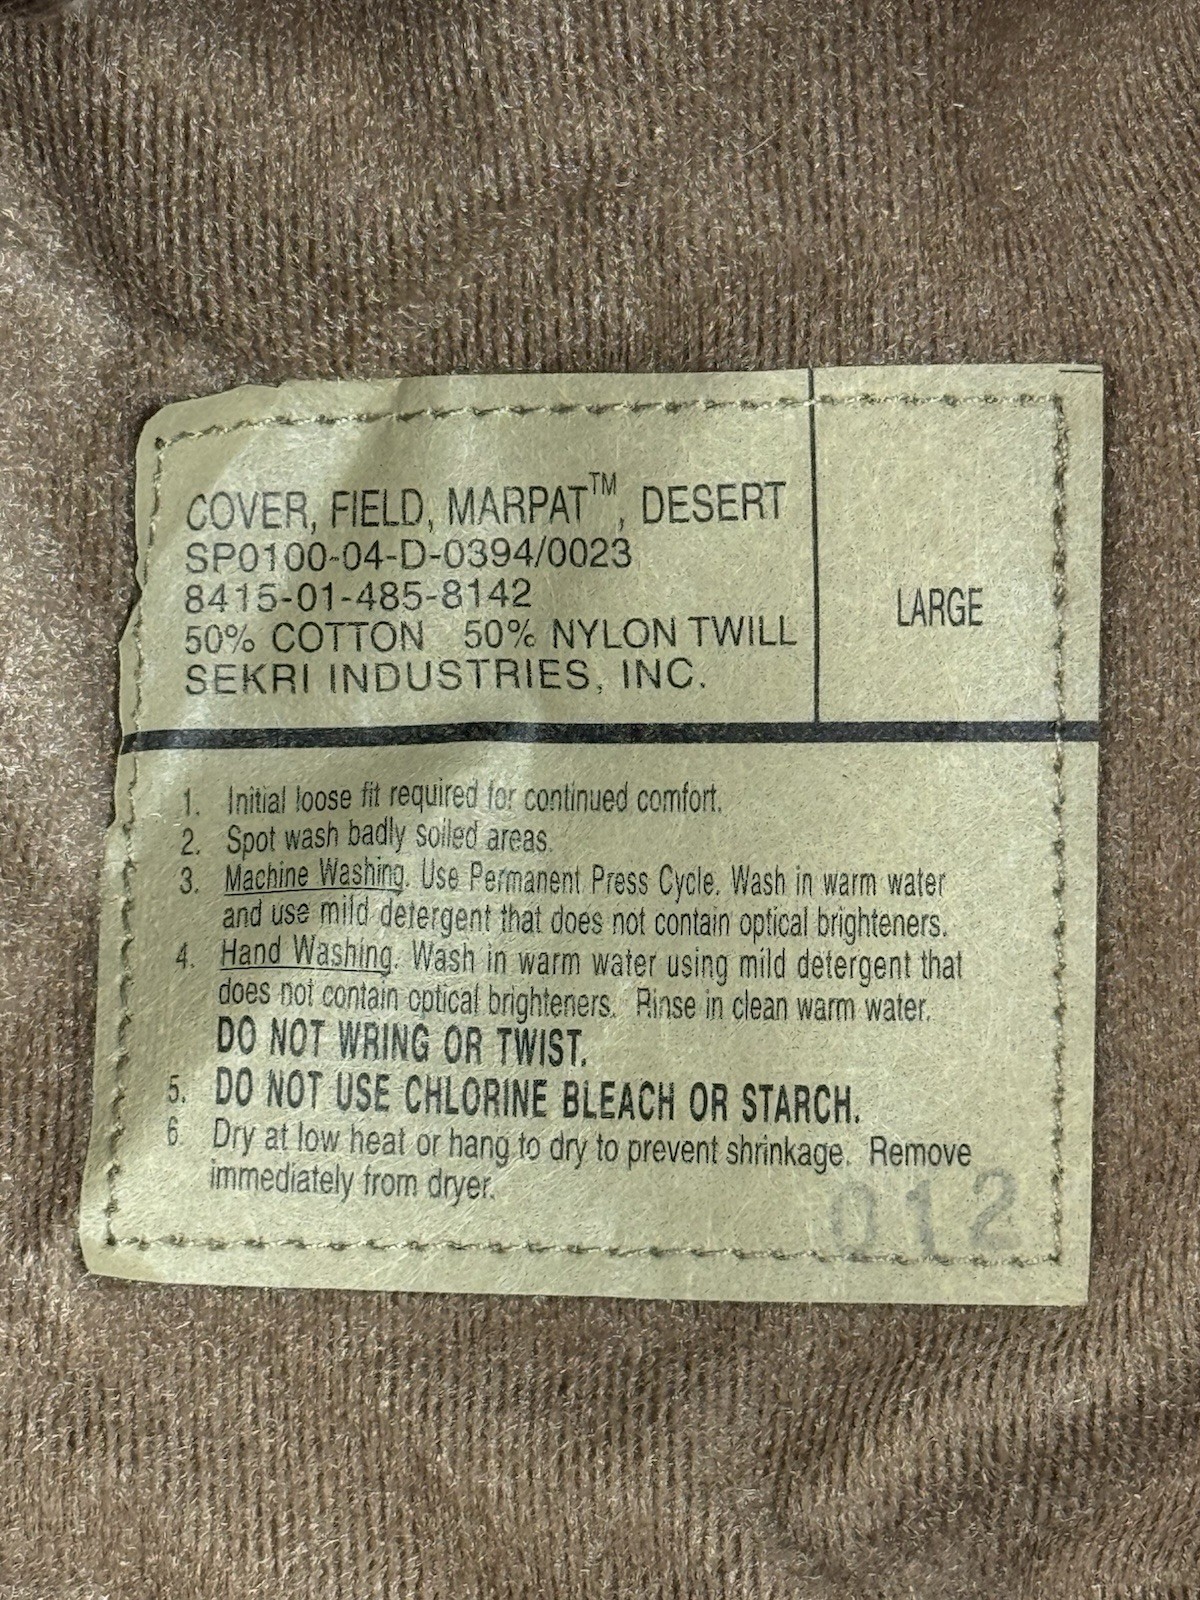 COVER, FIELD, MARPAT™, DESERT
SP0100-04-D-0394/0023
8415-01-485-8142
50% COTTON 50% NYLON TWILL
SEKRI INDUSTRIES, INC.
LARGE
1. Initial loose fit required for continued comfort.
2. Spot wash badly soiled areas.
3. Machine Washing. Use Permanent Press Cycle. Wash in warm water
and use mild detergent that does not contain optical brighteners.
4. Hand Washing. Wash in warm water using mild detergent that
does not contain optical brighteners. Rinse in clean warm water.
DO NOT WRING OR TWIST.
5. DO NOT USE CHLORINE BLEACH OR STARCH.
6. Dry at low heat or hang to dry to prevent shrinkage. Remove
immediately from dryer.
012